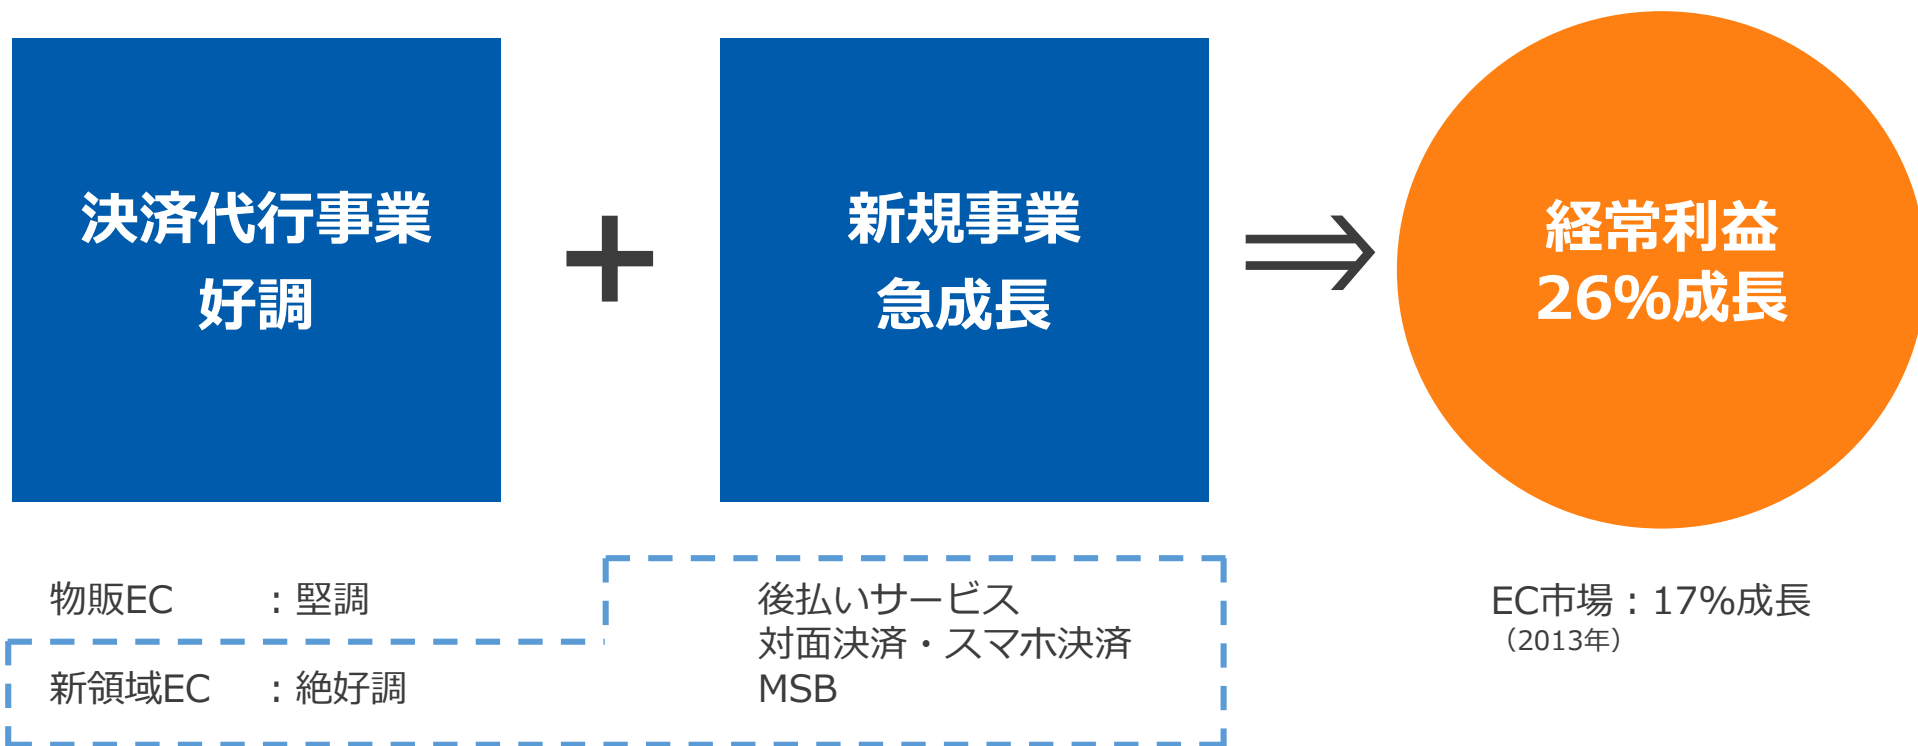 決済代行事業
好調
+
新規事業
急成長
⇒
経常利益
26%成長
物販EC ：堅調
新領域EC ：絶好調
後払いサービス
対面決済・スマホ決済
MSB
EC市場：17%成長
（2013年）